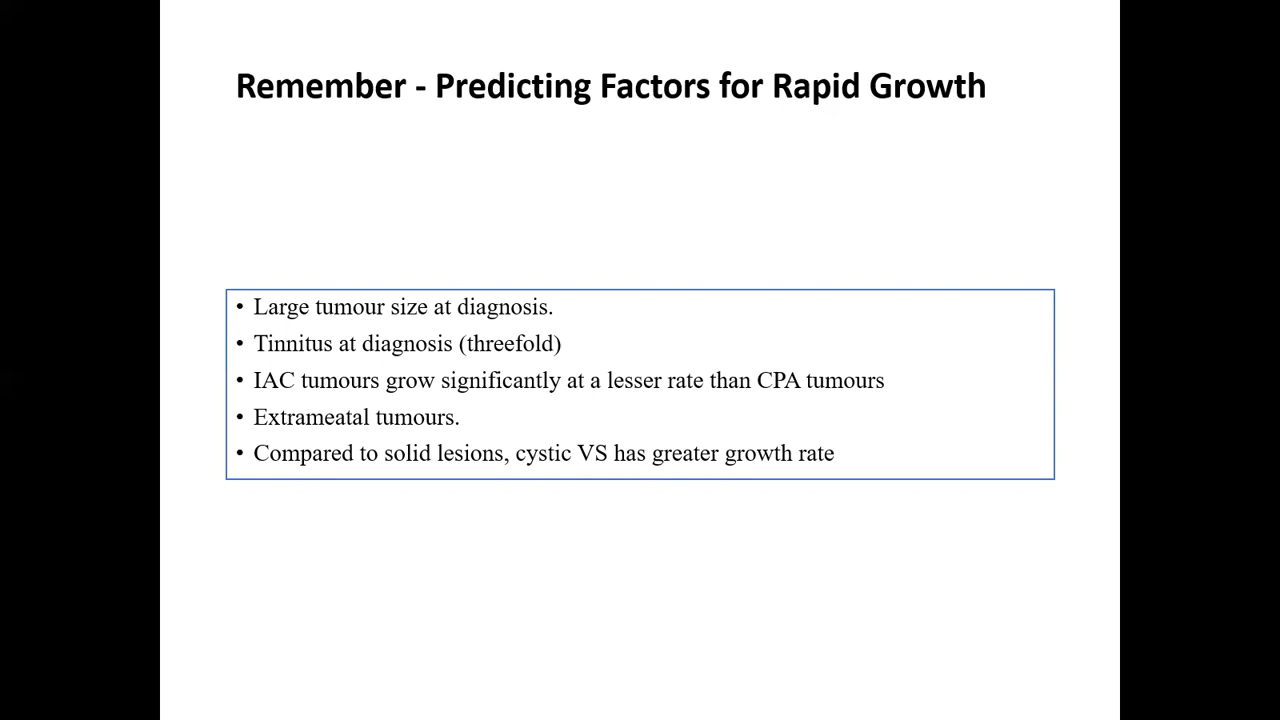 Remember - Predicting Factors for Rapid Growth
• Large tumour size at diagnosis.
• Tinnitus at diagnosis (threefold)
• IAC tumours grow significantly at a lesser rate than CPA tumours
• Extrameatal tumours.
• Compared to solid lesions, cystic VS has greater growth rate